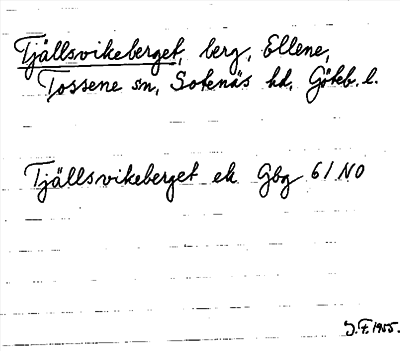 Tjällsvikeberget, berg, Ellene,
Tossene sn, Sotenäs hd, Göteb. l.
Tjällsvikeberget ek Gbg 61 NO
J.F. 1955.